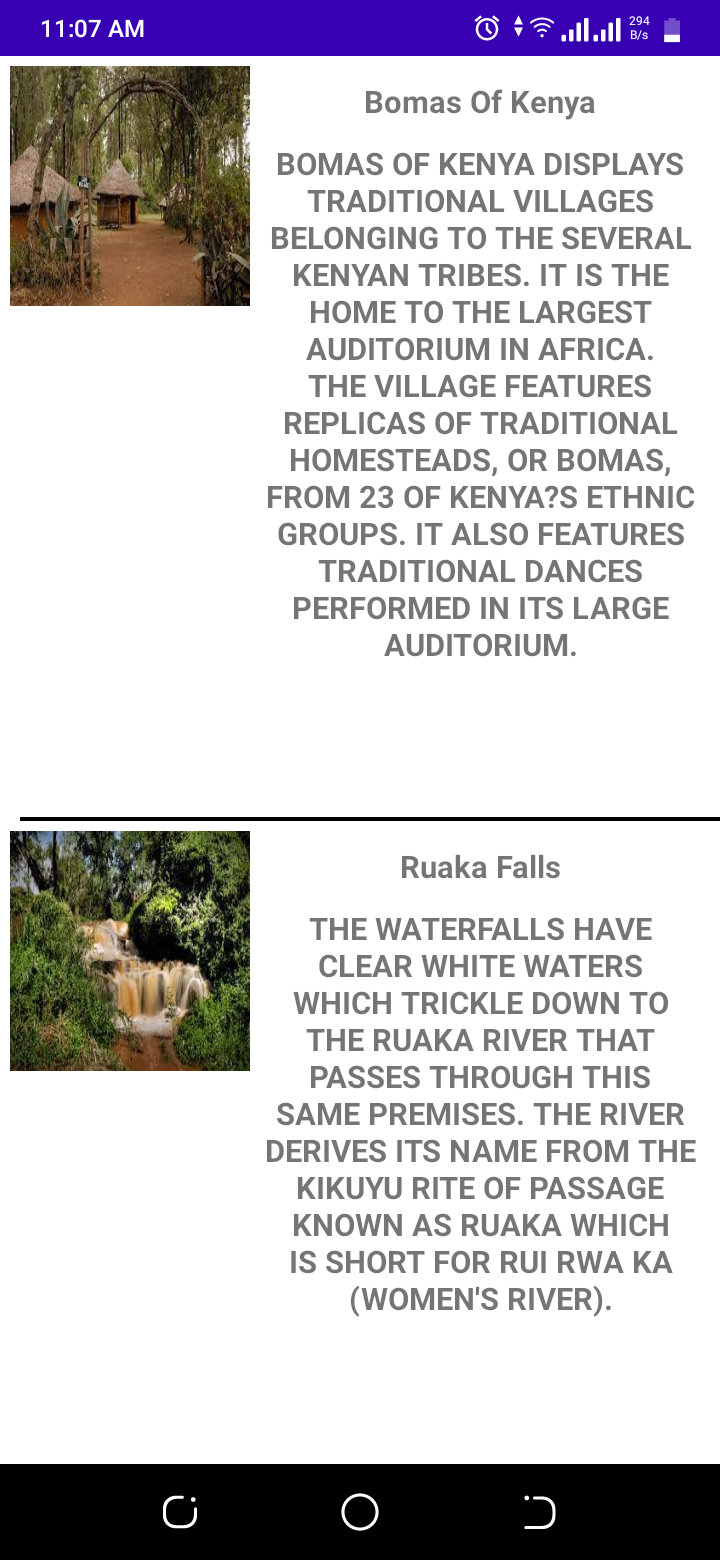 11:07 AM
294
B/s
Bomas Of Kenya
BOMAS OF KENYA DISPLAYS
TRADITIONAL VILLAGES
BELONGING TO THE SEVERAL
KENYAN TRIBES. IT IS THE
HOME TO THE LARGEST
AUDITORIUM IN AFRICA.
THE VILLAGE FEATURES
REPLICAS OF TRADITIONAL
HOMESTEADS, OR BOMAS,
FROM 23 OF KENYA?S ETHNIC
GROUPS. IT ALSO FEATURES
TRADITIONAL DANCES
PERFORMED IN ITS LARGE
AUDITORIUM.
Ruaka Falls
THE WATERFALLS HAVE
CLEAR WHITE WATERS
WHICH TRICKLE DOWN TO
THE RUAKA RIVER THAT
PASSES THROUGH THIS
SAME PREMISES. THE RIVER
DERIVES ITS NAME FROM THE
KIKUYU RITE OF PASSAGE
KNOWN AS RUAKA WHICH
IS SHORT FOR RUI RWA KA
(WOMEN'S RIVER).